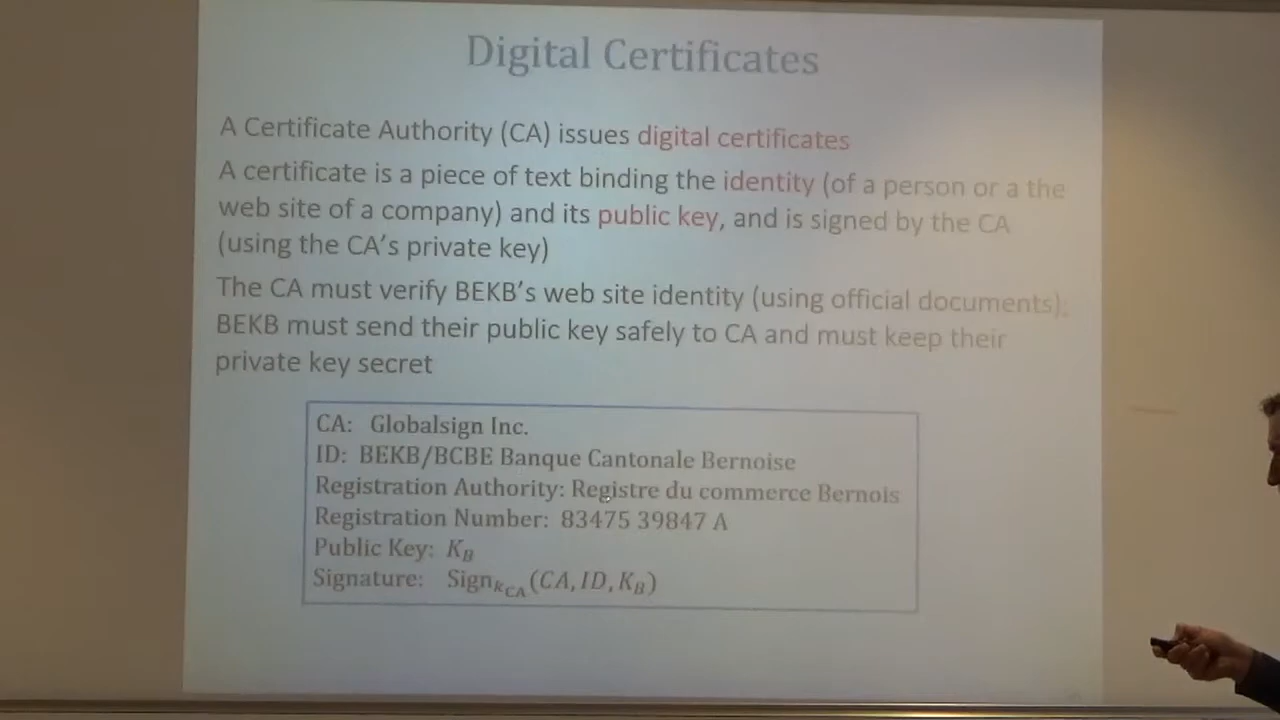 Digital Certificates
A Certificate Authority (CA) issues digital certificates
A certificate is a piece of text binding the identity (of a person or a the
web site of a company) and its public key, and is signed by the CA
(using the CA's private key)
The CA must verify BEKB's web site identity (using official documents);
BEKB must send their public key safely to CA and must keep their
private key secret
CA: Globalsign Inc.
ID: BEKB/BCBE Banque Cantonale Bernoise
Registration Authority: Registre du commerce Bernois
Registration Number: 83475 39847 A
Public Key: K_B
Signature: Sign_{k_{CA}}(CA, ID, K_B)